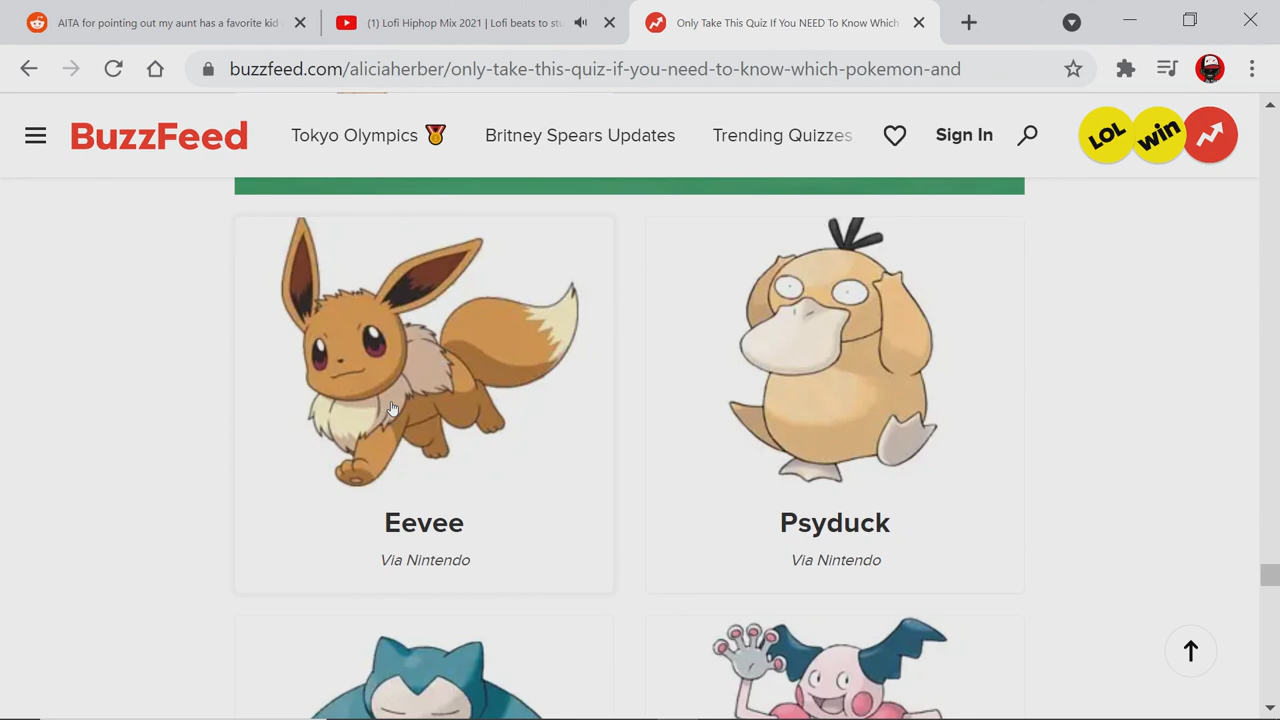 AITA for pointing out my aunt has a favorite kid
(1) Lofi Hiphop Mix 2021 | Lofi beats to stu
Only Take This Quiz If You NEED To Know Which
buzzfeed.com/aliciaherber/only-take-this-quiz-if-you-need-to-know-which-pokemon-and
BuzzFeed
Tokyo Olympics
Britney Spears Updates
Trending Quizzes
Sign In
LOL
win
Eevee
Via Nintendo
Psyduck
Via Nintendo